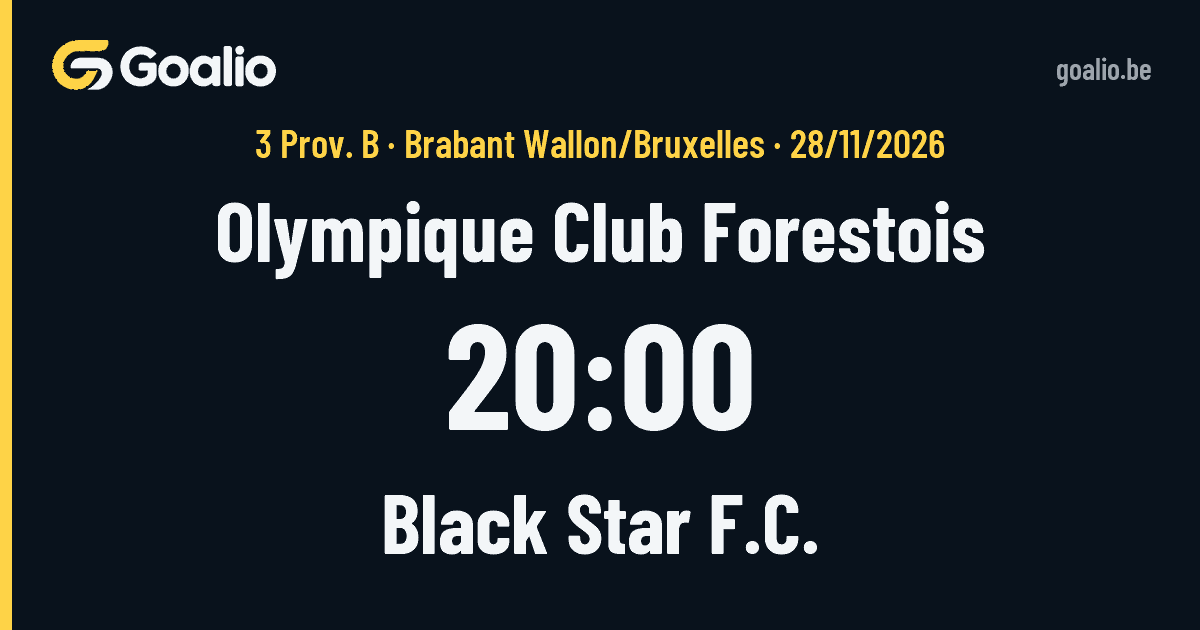 Goalio
goalio.be
3 Prov. B · Brabant Wallon/Bruxelles · 28/11/2026
Olympique Club Forestois
20:00
Black Star F.C.